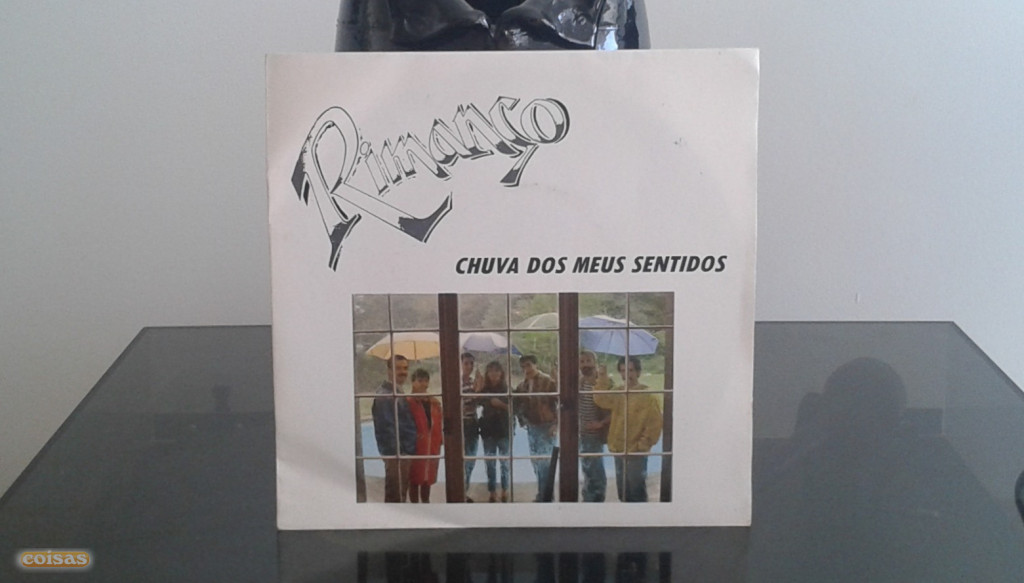 Rimanço
CHUVA DOS MEUS SENTIDOS
coisas